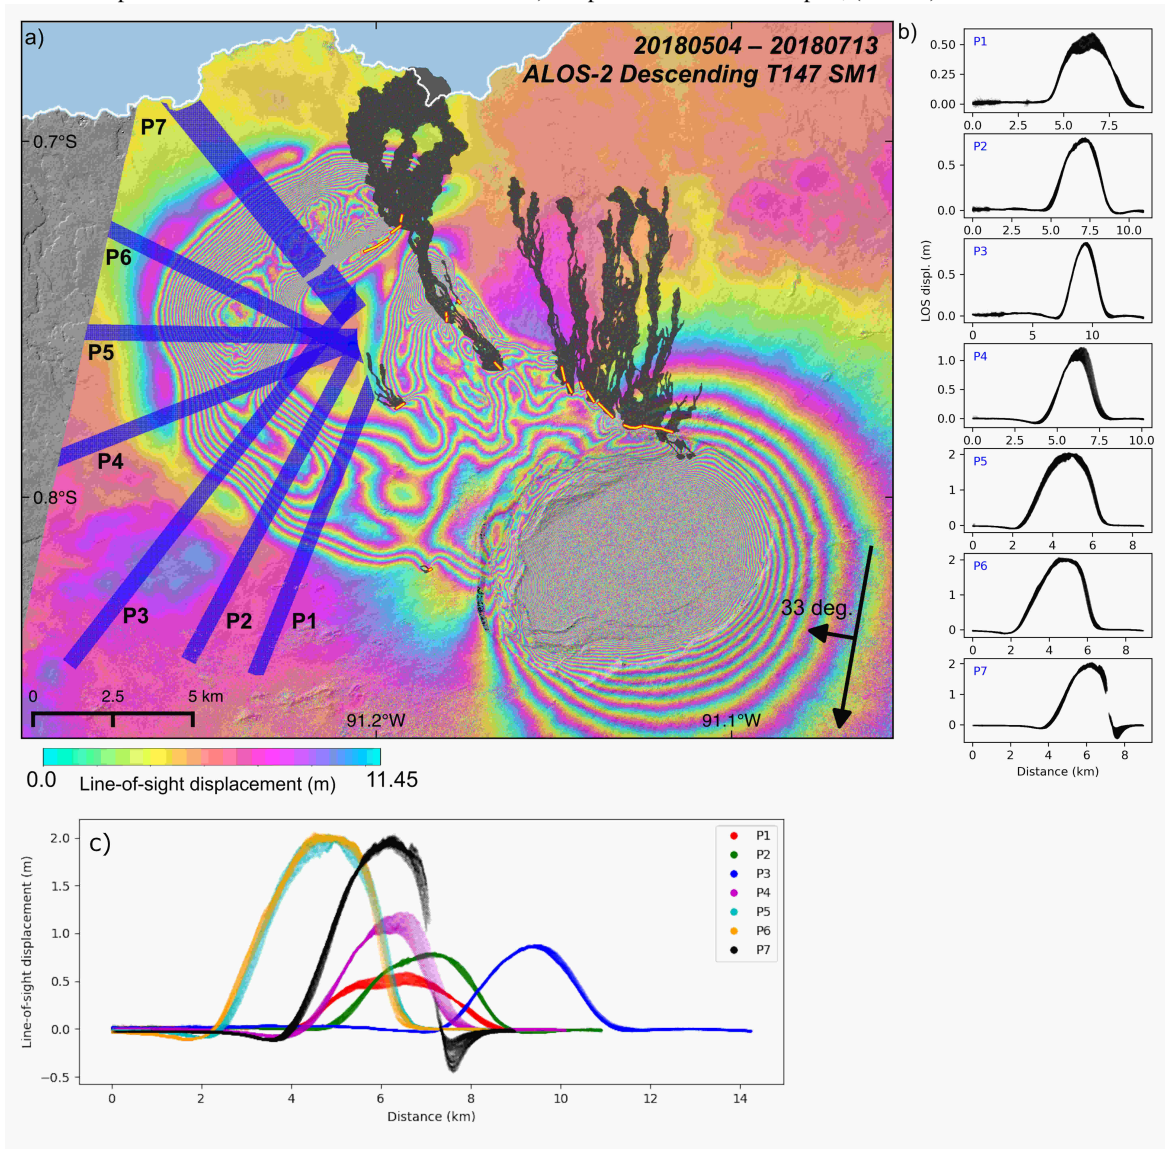 a)
20180504 – 20180713
ALOS-2 Descending T147 SM1
P7
0.7°S
P6
P5
P4
0.8°S
P3
P2
P1
33 deg.
0
2.5
5 km
91.2°W
91.1°W
0.0
Line-of-sight displacement (m)
11.45
b)
P1
0.50
0.25
0.00
0.0 2.5 5.0 7.5
P2
0.5
0.0
0.0 2.5 5.0 7.5 10.0
LOS displ. (m)
P3
0.5
0.0
0 5 10
P4
1.0
0.5
0.0
0.0 2.5 5.0 7.5 10.0
P5
2
1
0
0 2 4 6 8
P6
2
1
0
0 2 4 6 8
P7
2
1
0
0 2 4 6 8
Distance (km)
c)
Line-of-sight displacement (m)
2.0
1.5
1.0
0.5
0.0
−0.5
0 2 4 6 8 10 12 14
Distance (km)
P1
P2
P3
P4
P5
P6
P7